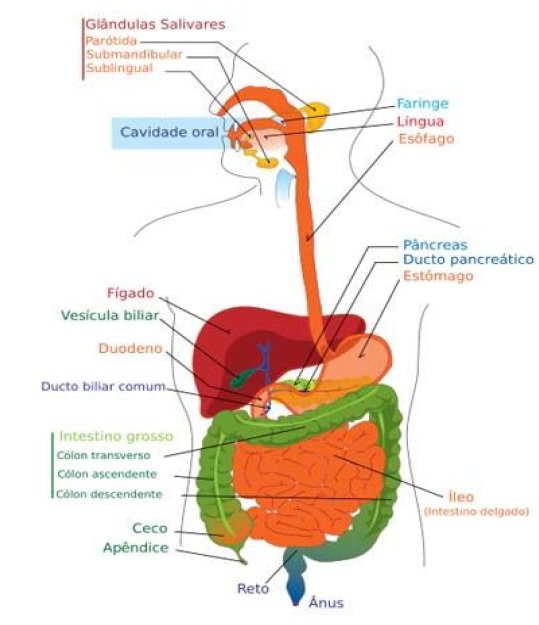 Glândulas Salivares
Parótida
Submandibular
Sublingual
Cavidade oral
Faringe
Língua
Esôfago
Pâncreas
Ducto pancreático
Estômago
Fígado
Vesícula biliar
Duodeno
Ducto biliar comum
Intestino grosso
Cólon transverso
Cólon ascendente
Cólon descendente
Íleo
(Intestino delgado)
Ceco
Apêndice
Reto
Ânus